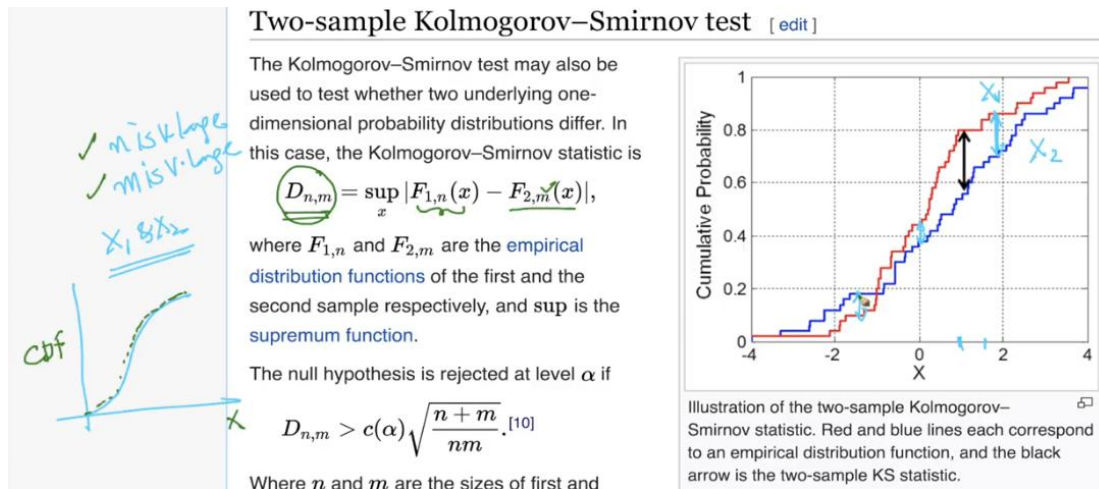 Two-sample Kolmogorov–Smirnov test [ edit ]
The Kolmogorov–Smirnov test may also be
used to test whether two underlying one-
dimensional probability distributions differ. In
this case, the Kolmogorov–Smirnov statistic is
D_{n,m} = sup_x |F_{1,n}(x) − F_{2,m}(x)|,
where F_{1,n} and F_{2,m} are the empirical
distribution functions of the first and the
second sample respectively, and sup is the
supremum function.
The null hypothesis is rejected at level α if
D_{n,m} > c(α)√((n + m)/(nm)).[10]
Where n and m are the sizes of first and
n is v large
m is v. large
X₁ & X₂
CDF
X
Cumulative Probability
1
0.8
0.6
0.4
0.2
0
-4
-2
0
2
4
X
X₁
X₂
Illustration of the two-sample Kolmogorov–
Smirnov statistic. Red and blue lines each correspond
to an empirical distribution function, and the black
arrow is the two-sample KS statistic.